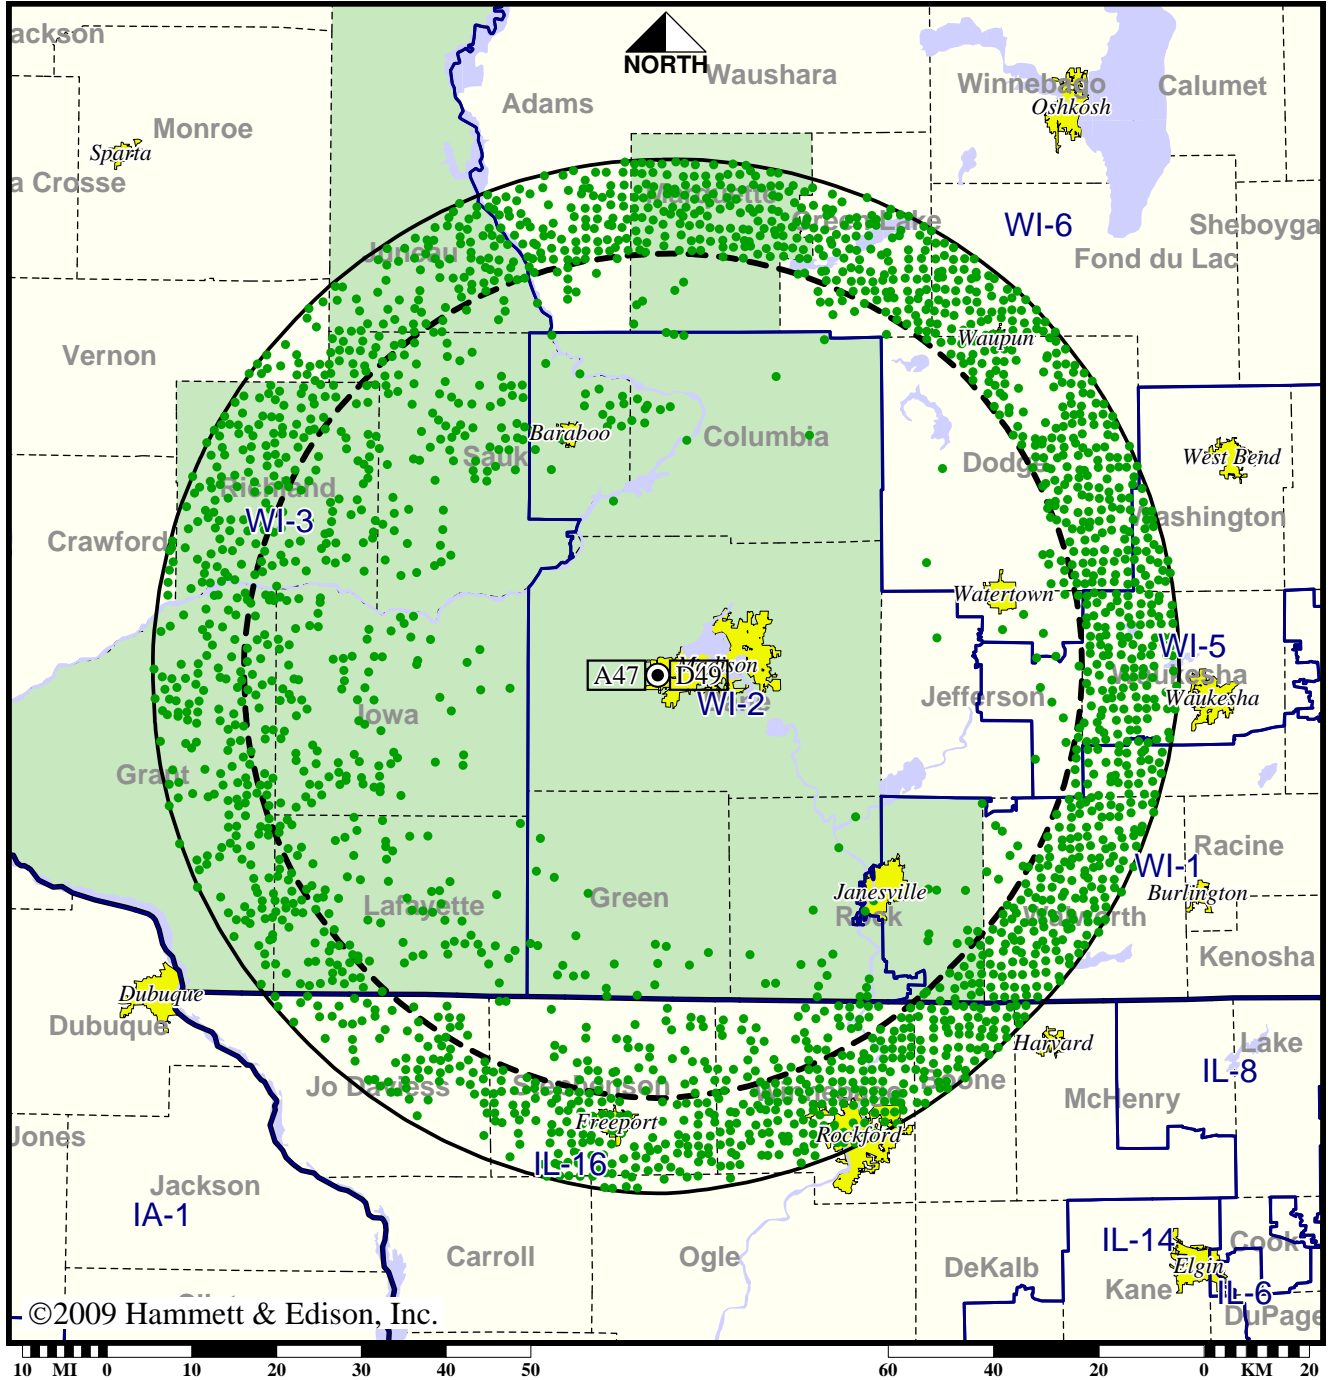 ackson
NORTH
Waushara
Winnebago
Calumet
Adams
Oshkosh
Monroe
Sparta
a Crosse
Marquette
Green Lake
WI-6
Sheboyga
Juneau
Fond du Lac
Waupun
Vernon
Baraboo
Columbia
Sauk
Dodge
West Bend
Richland
WI-3
Washington
Crawford
Watertown
WI-5
A47
D49
Madison
Waukesha
Waukesha
Dane
WI-2
Jefferson
Iowa
Grant
Racine
WI-1
Janesville
Burlington
Lafayette
Green
Rock
Walworth
Kenosha
Dubuque
Dubuque
Harvard
Lake
IL-8
Jo Daviess
Stephenson
Winnebago
Boone
McHenry
Freeport
Rockford
Jones
IL-16
Jackson
IA-1
IL-14
Cook
Carroll
Ogle
DeKalb
Elgin
Kane
IL-6
DuPage
©2009 Hammett & Edison, Inc.
10 MI 0 10 20 30 40 50 60 40 20 0 KM 20